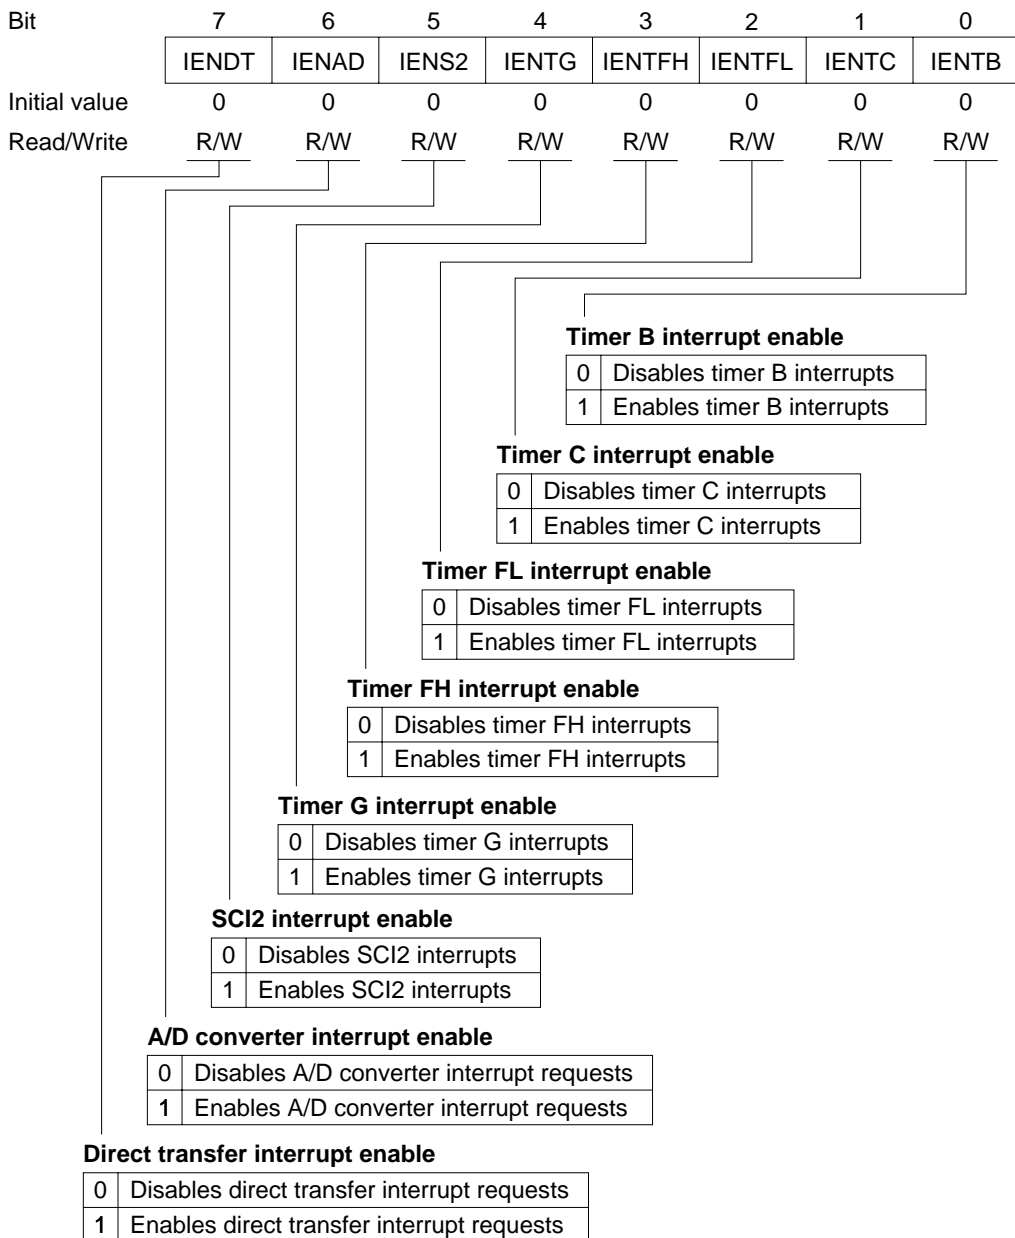 Bit 7 6 5 4 3 2 1 0
IENDT IENAD IENS2 IENTG IENTFH IENTFL IENTC IENTB
Initial value 0 0 0 0 0 0 0 0
Read/Write R/W R/W R/W R/W R/W R/W R/W R/W
Timer B interrupt enable
0 Disables timer B interrupts
1 Enables timer B interrupts
Timer C interrupt enable
0 Disables timer C interrupts
1 Enables timer C interrupts
Timer FL interrupt enable
0 Disables timer FL interrupts
1 Enables timer FL interrupts
Timer FH interrupt enable
0 Disables timer FH interrupts
1 Enables timer FH interrupts
Timer G interrupt enable
0 Disables timer G interrupts
1 Enables timer G interrupts
SCI2 interrupt enable
0 Disables SCI2 interrupts
1 Enables SCI2 interrupts
A/D converter interrupt enable
0 Disables A/D converter interrupt requests
1 Enables A/D converter interrupt requests
Direct transfer interrupt enable
0 Disables direct transfer interrupt requests
1 Enables direct transfer interrupt requests